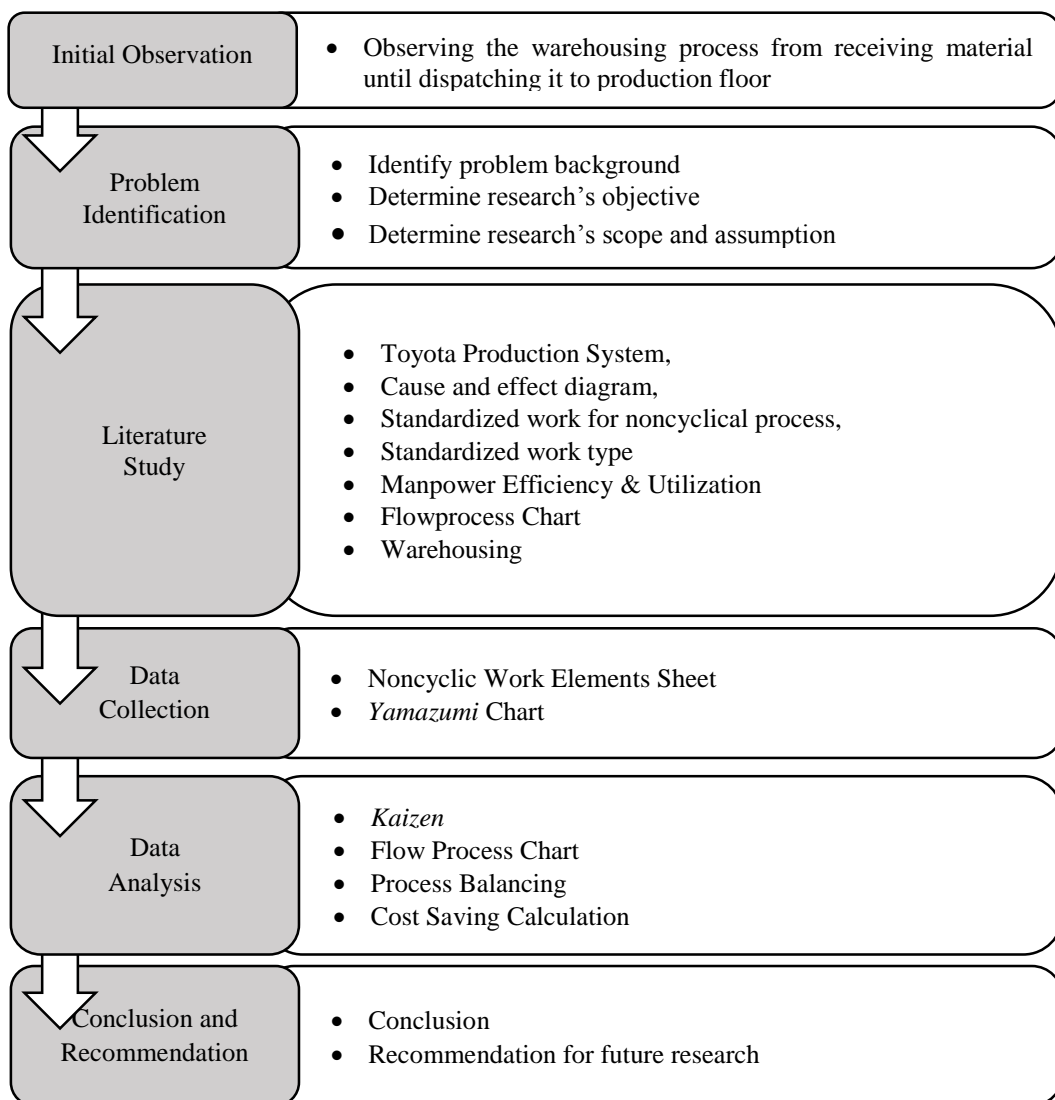 Initial Observation
• Observing the warehousing process from receiving material
until dispatching it to production floor
Problem
Identification
• Identify problem background
• Determine research’s objective
• Determine research’s scope and assumption
Literature
Study
• Toyota Production System,
• Cause and effect diagram,
• Standardized work for noncyclical process,
• Standardized work type
• Manpower Efficiency & Utilization
• Flowprocess Chart
• Warehousing
Data
Collection
• Noncyclic Work Elements Sheet
• Yamazumi Chart
Data
Analysis
• Kaizen
• Flow Process Chart
• Process Balancing
• Cost Saving Calculation
Conclusion and
Recommendation
• Conclusion
• Recommendation for future research